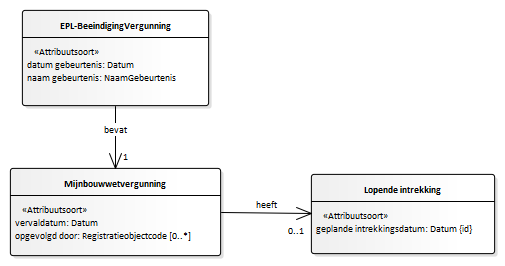 EPL-BeeindigingVergunning
«Attribuutsoort»
datum gebeurtenis: Datum
naam gebeurtenis: NaamGebeurtenis
bevat
1
Mijnbouwwetvergunning
«Attribuutsoort»
vervaldatum: Datum
opgevolgd door: Registratieobjectcode [0..*]
heeft
0..1
Lopende intrekking
«Attribuutsoort»
geplande intrekkingsdatum: Datum {id}